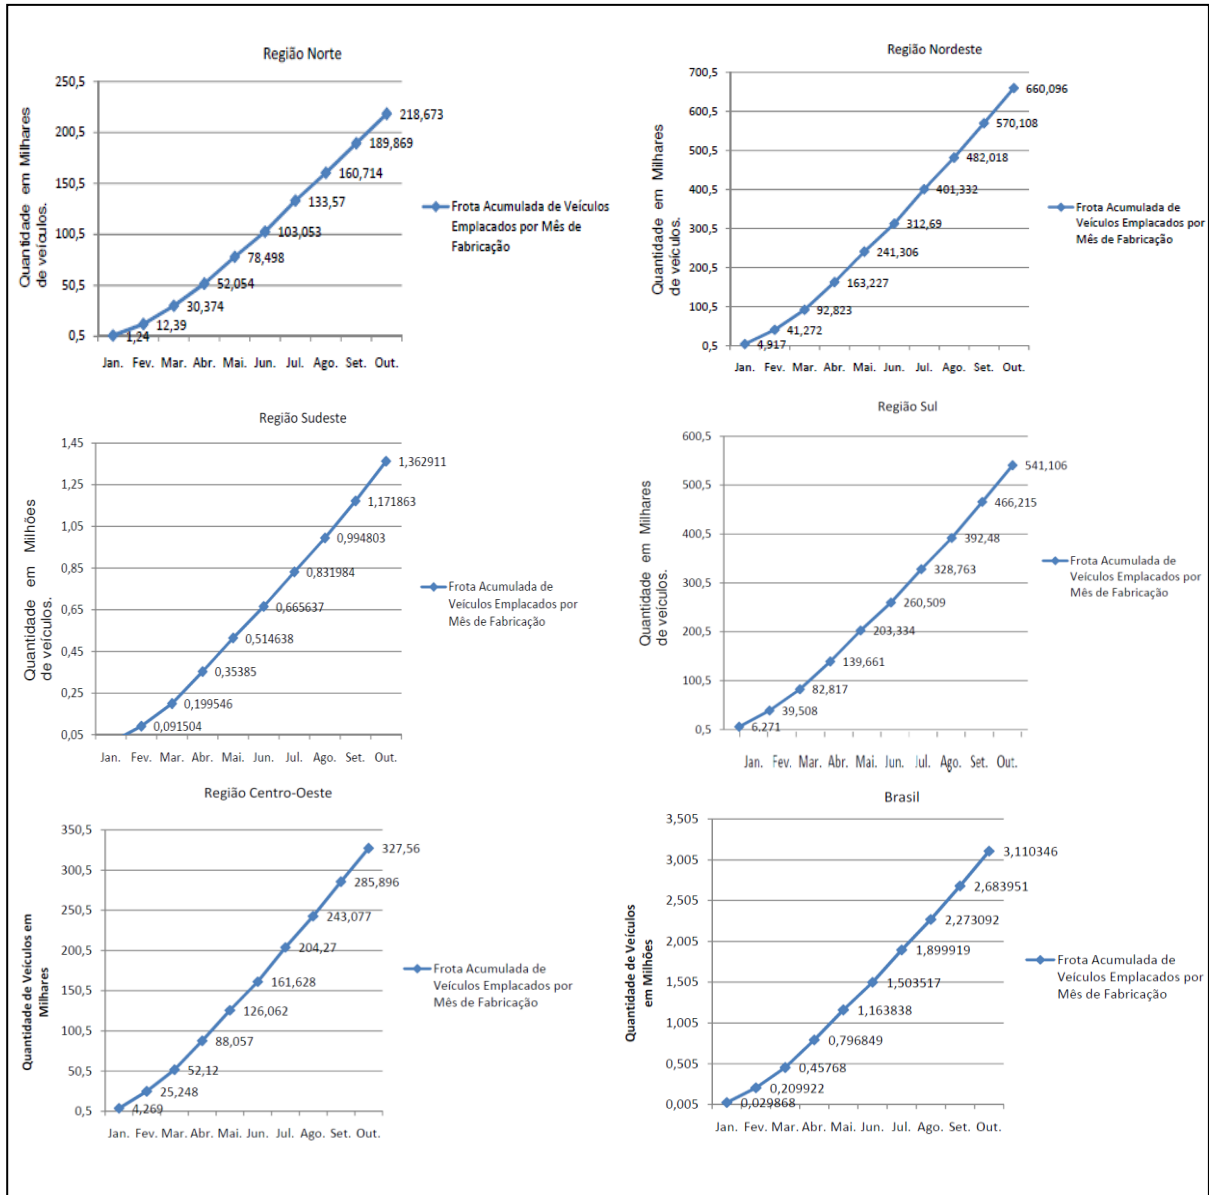 Região Norte
Quantidade em Milhares
de veículos.
250,5
200,5
150,5
100,5
50,5
0,5
218,673
189,869
160,714
133,57
103,053
78,498
52,054
30,374
12,39
1,24
Jan. Fev. Mar. Abr. Mai. Jun. Jul. Ago. Set. Out.
Frota Acumulada de Veículos
Emplacados por Mês de
Fabricação
Região Nordeste
Quantidade em Milhares
de veículos.
700,5
600,5
500,5
400,5
300,5
200,5
100,5
0,5
660,096
570,108
482,018
401,332
312,69
241,306
163,227
92,823
41,272
4,917
Jan. Fev. Mar. Abr. Mai. Jun. Jul. Ago. Set. Out.
Frota Acumulada de
Veículos Emplacados por
Mês de Fabricação
Região Sudeste
Quantidade em Milhões
de veículos.
1,45
1,25
1,05
0,85
0,65
0,45
0,25
0,05
1,362911
1,171863
0,994803
0,831984
0,665637
0,514638
0,35385
0,199546
0,091504
Jan. Fev. Mar. Abr. Mai. Jun. Jul. Ago. Set. Out.
Frota Acumulada de
Veículos Emplacados por
Mês de Fabricação
Região Sul
Quantidade em Milhares
de veículos.
600,5
500,5
400,5
300,5
200,5
100,5
0,5
541,106
466,215
392,48
328,763
260,509
203,334
139,661
82,817
39,508
6,271
Jan. Fev. Mar. Abr. Mai. Jun. Jul. Ago. Set. Out.
Frota Acumulada de
Veículos Emplacados por
Mês de Fabricação
Região Centro-Oeste
Quantidade de Veículos em
Milhares
350,5
300,5
250,5
200,5
150,5
100,5
50,5
0,5
327,56
285,896
243,077
204,27
161,628
126,062
88,057
52,12
25,248
4,269
Jan. Fev. Mar. Abr. Mai. Jun. Jul. Ago. Set. Out.
Frota Acumulada de
Veículos Emplacados por
Mês de Fabricação
Brasil
Quantidade de Veículos
em Milhões
3,505
3,005
2,505
2,005
1,505
1,005
0,505
0,005
3,110346
2,683951
2,273092
1,899919
1,503517
1,163838
0,796849
0,45768
0,209922
0,029868
Jan. Fev. Mar. Abr. Mai. Jun. Jul. Ago. Set. Out.
Frota Acumulada de
Veículos Emplacados por
Mês de Fabricação